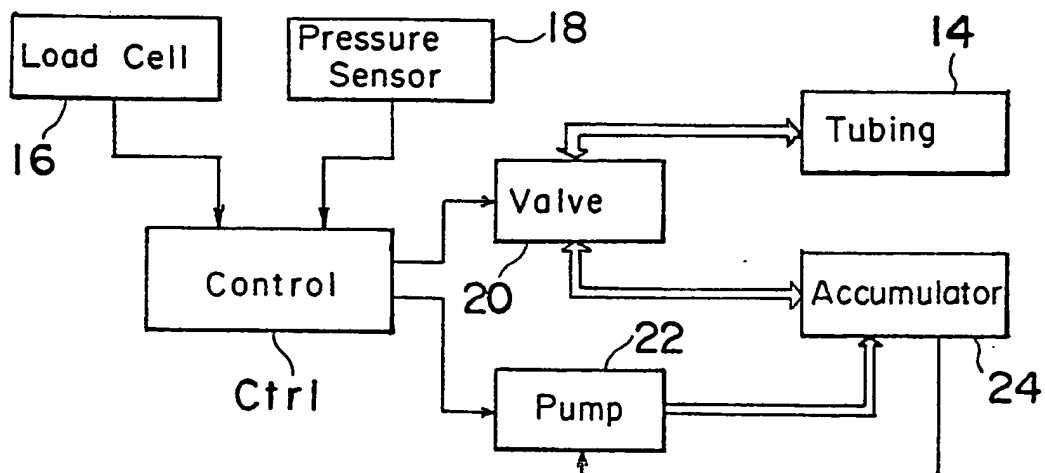 Load Cell
16
Pressure
Sensor
18
14
Tubing
Valve
20
Control
Ctrl
Accumulator
24
22
Pump